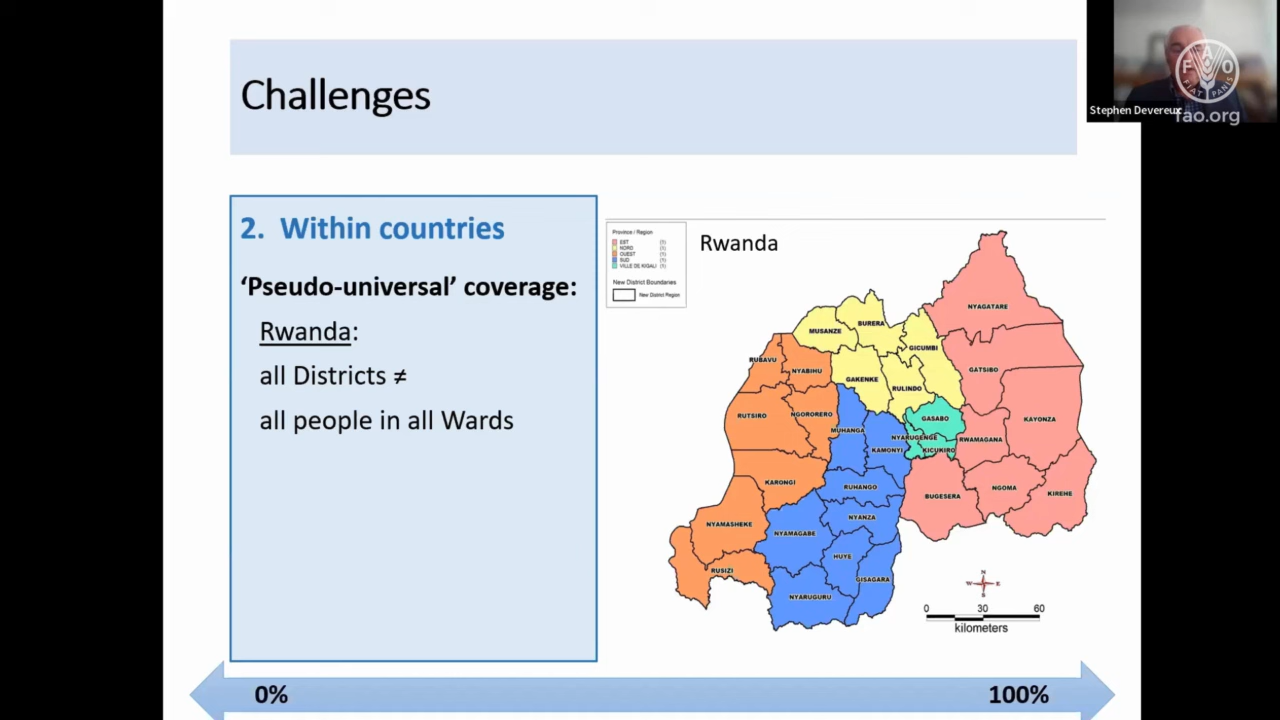 Challenges
Stephen Devereux
F A O
FIAT PANIS
fao.org
2. Within countries
‘Pseudo-universal’ coverage:
Rwanda:
all Districts ≠
all people in all Wards
Province / Region
EST
NORD
OUEST
SUD
VILLE DE KIGALI
New District Boundaries
New District Region
Rwanda
NYAGATARE
BURERA
MUSANZE
GICUMBI
RUBAVU
NYABIHU
GATSIBO
GAKENKE
RULINDO
RUTSIRO
NGORORERO
GASABO
KAYONZA
MUHANGA
NYARUGENGE
RWAMAGANA
KAMONYI
KICUKIRO
KARONGI
RUHANGO
NGOMA
KIREHE
BUGESERA
NYAMASHEKE
NYANZA
NYAMAGABE
HUYE
RUSIZI
GISAGARA
NYARUGURU
N
W E
S
0 30 60
kilometers
0% 100%